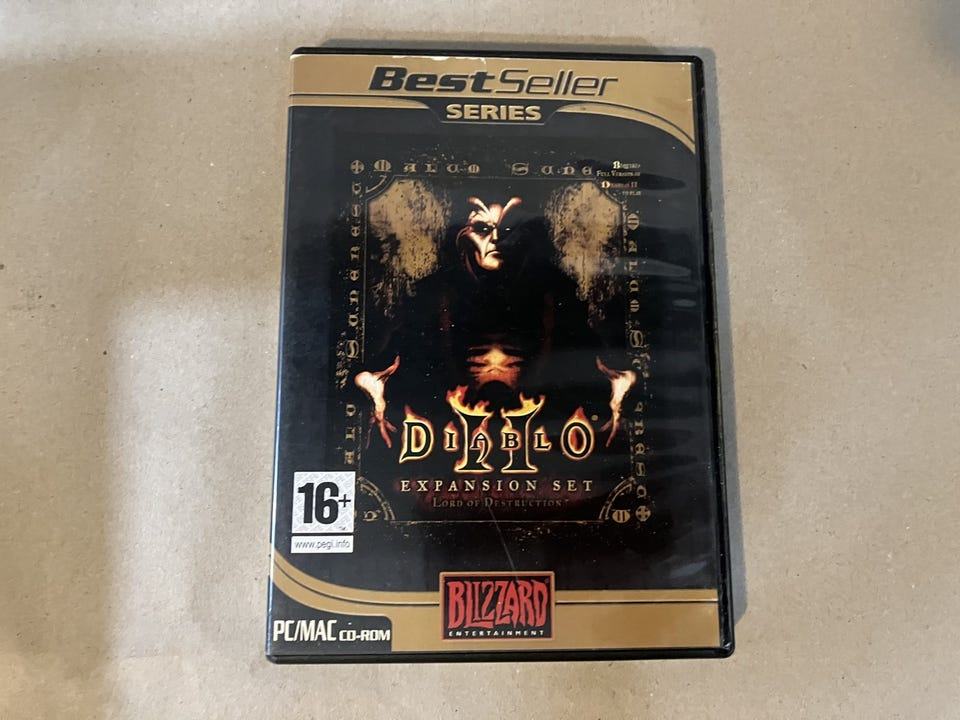 BestSeller
SERIES
REQUIRES
FULL VERSION OF
DIABLO II
TO PLAY
DIABLO II®
EXPANSION SET
LORD OF DESTRUCTION™
16+
www.pegi.info
BLIZZARD
ENTERTAINMENT
PC/MAC CD-ROM